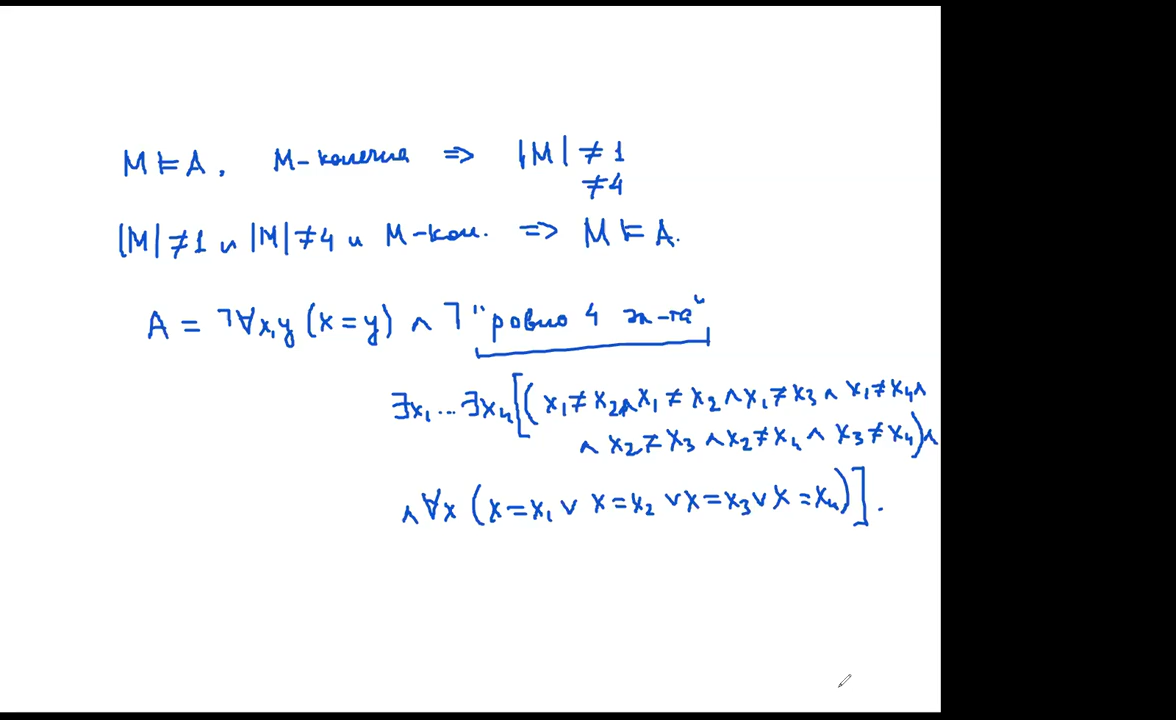 M ⊨ A, M-конечна => |M| ≠ 1
≠ 4
|M| ≠ 1 и |M| ≠ 4 и M-кон. => M ⊨ A.
A = ¬∀x,y (x = y) ∧ ¬ "ровно 4 эл-та"
∃x₁...∃x₄[(x₁ ≠ x₂ ∧ x₁ ≠ x₂ ∧ x₁ ≠ x₃ ∧ x₁ ≠ x₄ ∧
∧ x₂ ≠ x₃ ∧ x₂ ≠ x₄ ∧ x₃ ≠ x₄) ∧
∧ ∀x (x = x₁ ∨ x = x₂ ∨ x = x₃ ∨ x = x₄)].